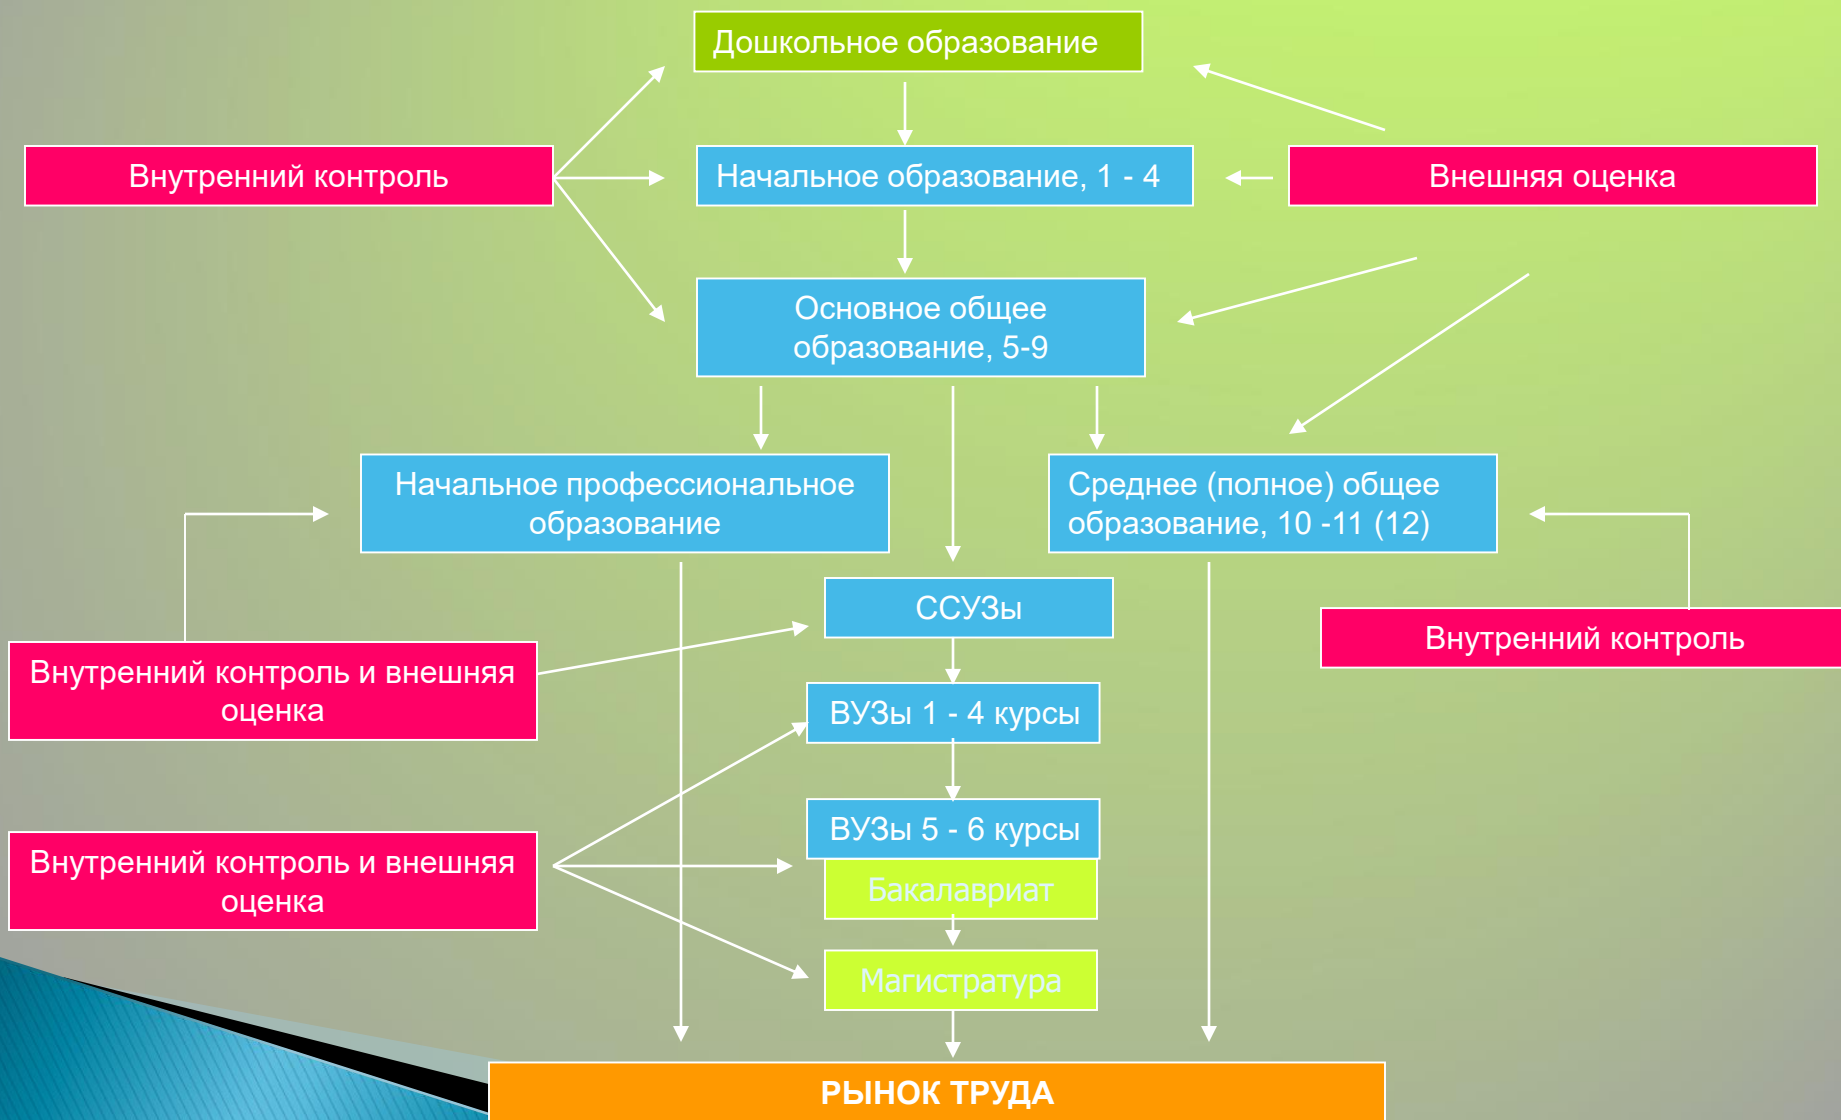 Дошкольное образование
Внутренний контроль
Начальное образование, 1 - 4
Внешняя оценка
Основное общее
образование, 5-9
Начальное профессиональное
образование
Среднее (полное) общее
образование, 10 -11 (12)
ССУЗы
Внутренний контроль
Внутренний контроль и внешняя
оценка
ВУЗы 1 - 4 курсы
ВУЗы 5 - 6 курсы
Внутренний контроль и внешняя
оценка
Бакалавриат
Магистратура
РЫНОК ТРУДА